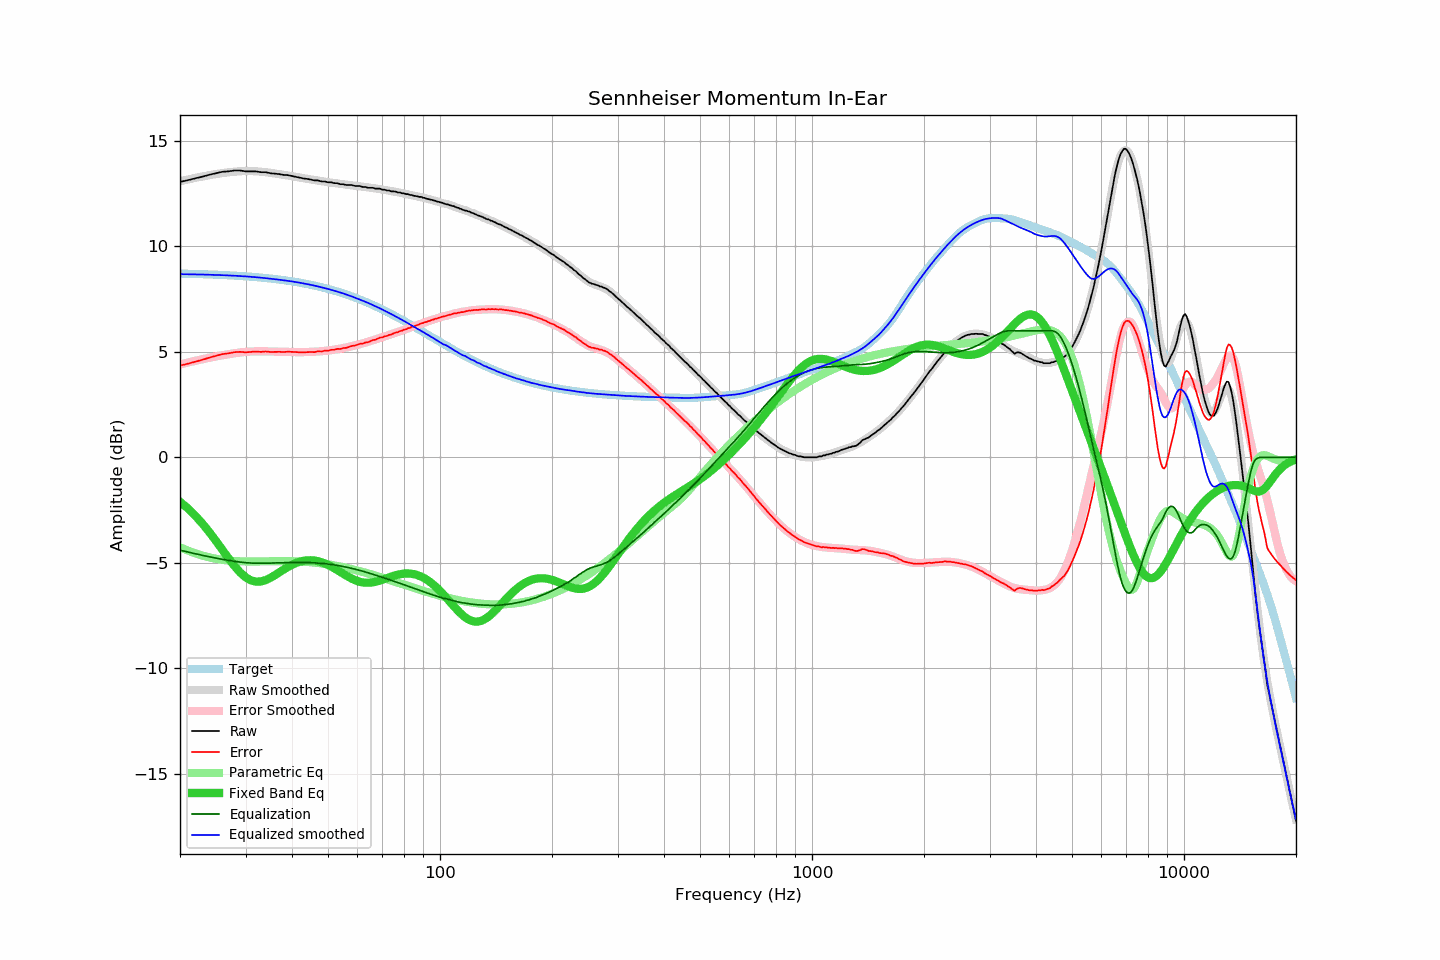 Sennheiser Momentum In-Ear
Amplitude (dBr)
15
10
5
0
−5
−10
−15
Target
Raw Smoothed
Error Smoothed
Raw
Error
Parametric Eq
Fixed Band Eq
Equalization
Equalized smoothed
100
1000
10000
Frequency (Hz)